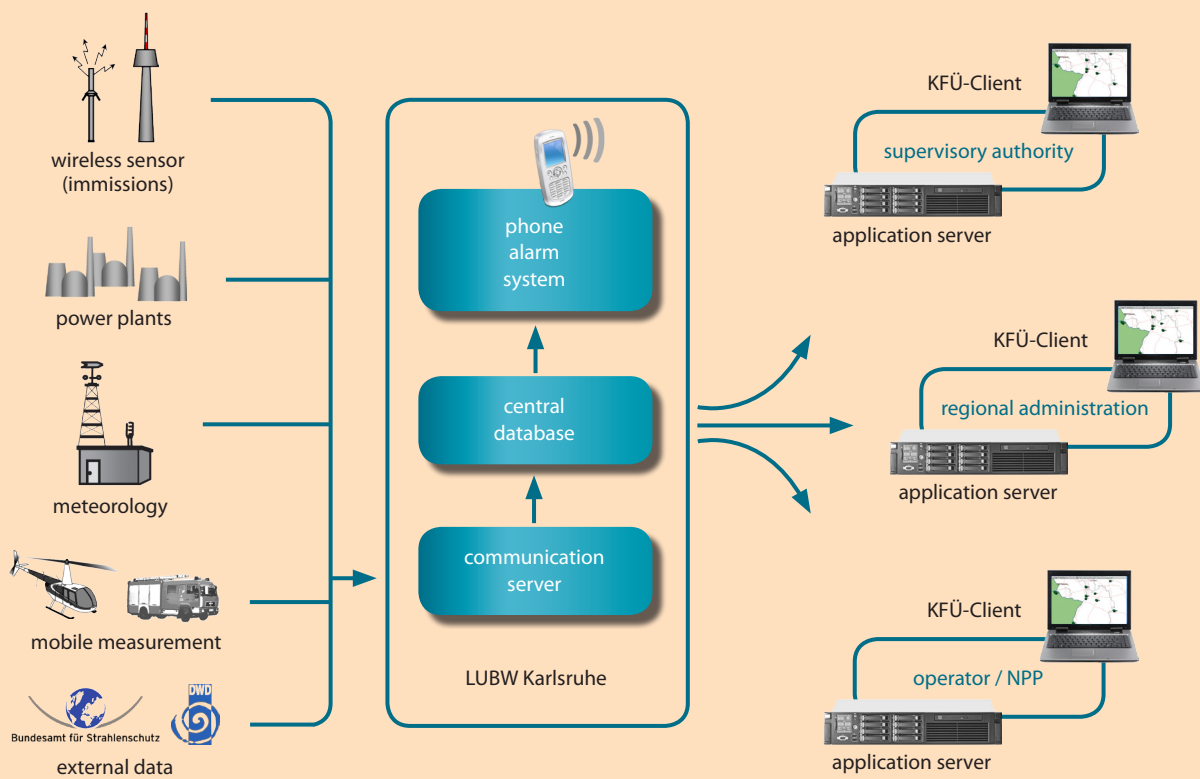 wireless sensor
(immissions)
power plants
meteorology
mobile measurement
Bundesamt für Strahlenschutz
DWD
external data
phone
alarm
system
central
database
communication
server
LUBW Karlsruhe
KFÜ-Client
supervisory authority
application server
KFÜ-Client
regional administration
application server
KFÜ-Client
operator / NPP
application server